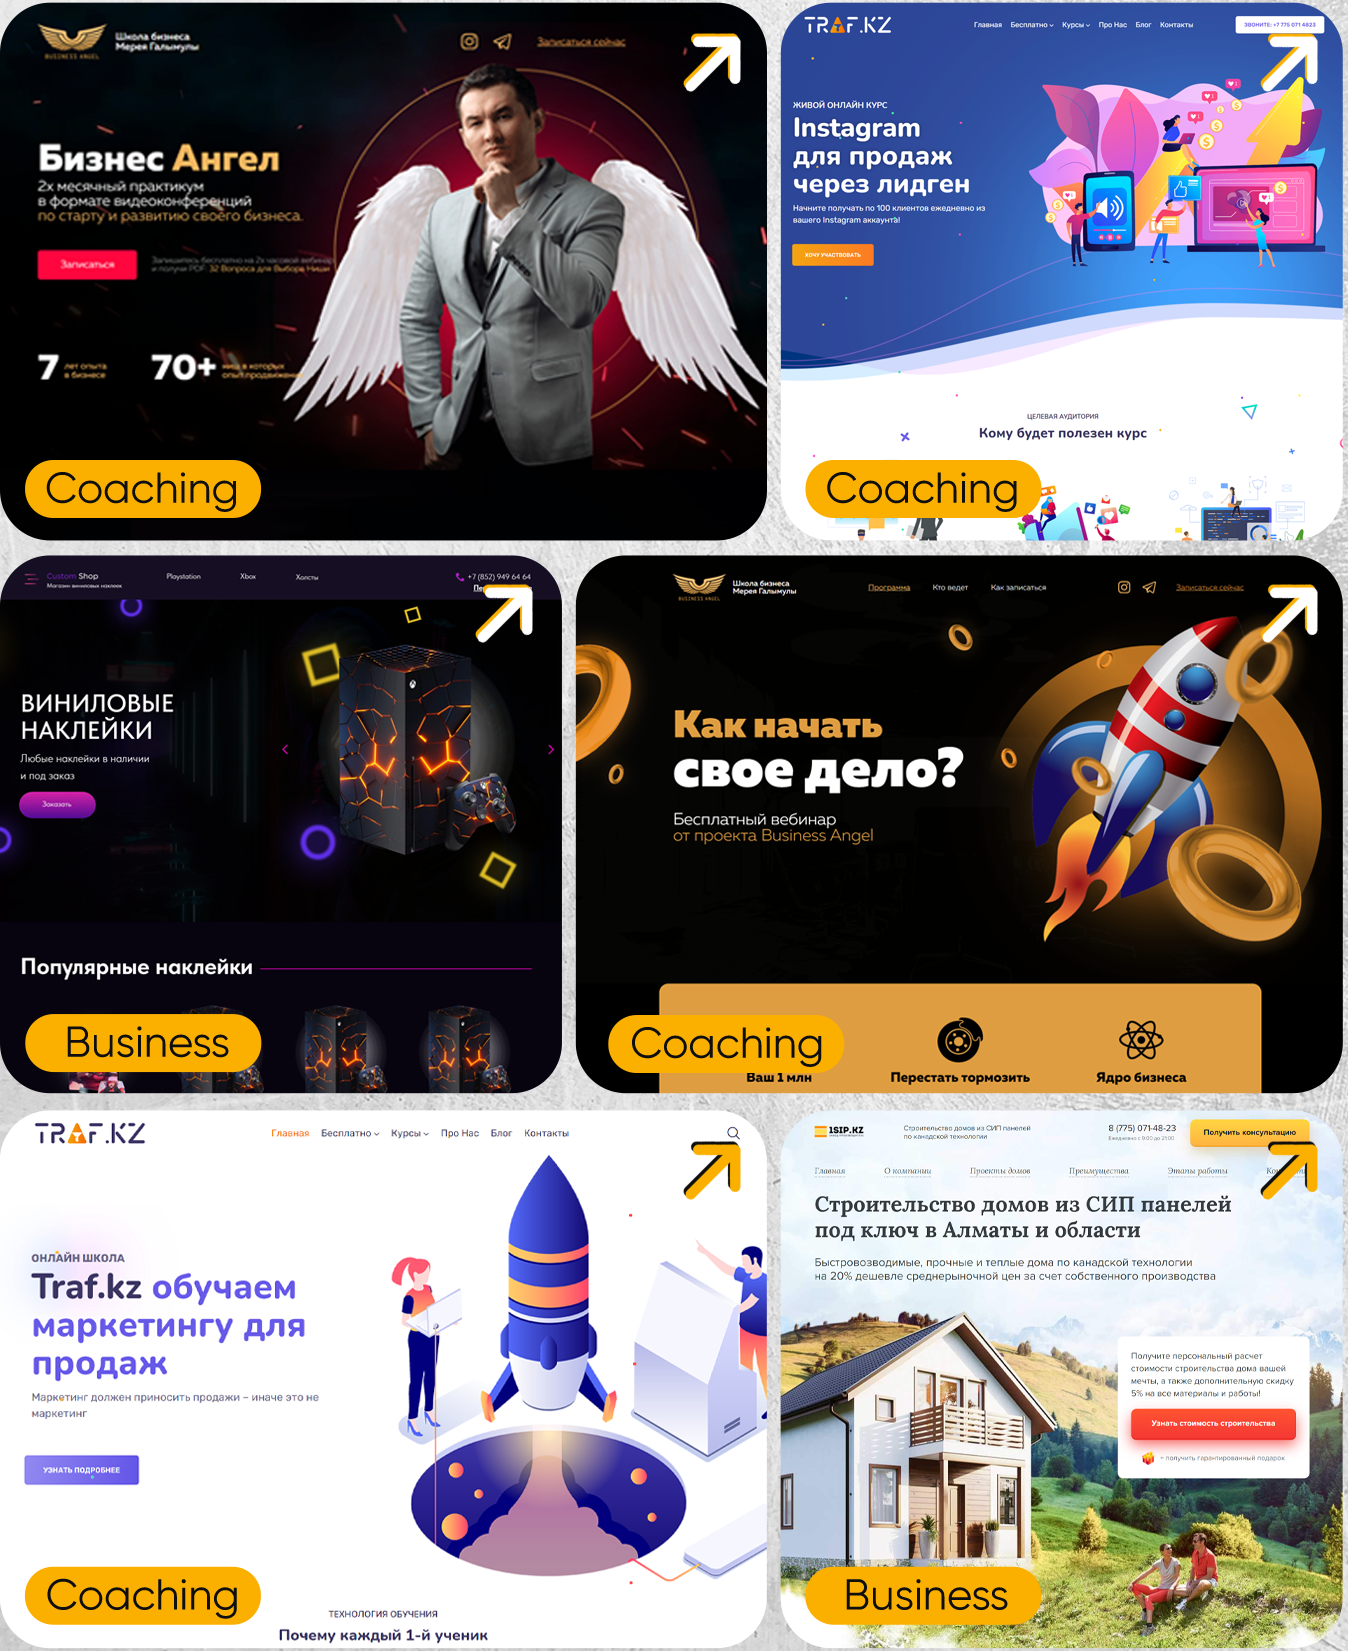 BUSINESS ANGEL
Школа бизнеса
Мерея Галымулы
Записаться сейчас
Бизнес Ангел
2х месячный практикум
в формате видеоконференций
по старту и развитию своего бизнеса.
Записаться
Запишитесь бесплатно на 2х часовой вебинар
и получи PDF: 32 Вопроса для Выбора Ниши
7 лет опыта
в бизнесе
70+ ниш в которых
опыт продвижения
Coaching
TRAF.KZ
Главная Бесплатно Курсы Про Нас Блог Контакты
ЗВОНИТЕ: +7 775 071 4823
ЖИВОЙ ОНЛАЙН КУРС
Instagram
для продаж
через лидген
Начните получать по 100 клиентов ежедневно из
вашего Instagram аккаунта!
ХОЧУ УЧАСТВОВАТЬ
ЦЕЛЕВАЯ АУДИТОРИЯ
Кому будет полезен курс
Coaching
Custom Shop
Магазин виниловых наклеек
Playstation Xbox Холсты
+7 (852) 949 64 64
ВИНИЛОВЫЕ
НАКЛЕЙКИ
Любые наклейки в наличии
и под заказ
Заказать
Популярные наклейки
Business
BUSINESS ANGEL
Школа бизнеса
Мерея Галымулы
Программа Кто ведет Как записаться
Записаться сейчас
Как начать
свое дело?
Бесплатный вебинар
от проекта Business Angel
Coaching
Ваш 1 млн Перестать тормозить Ядро бизнеса
TRAF.KZ
Главная Бесплатно Курсы Про Нас Блог Контакты
ОНЛАЙН ШКОЛА
Traf.kz обучаем
маркетингу для
продаж
Маркетинг должен приносить продажи – иначе это не
маркетинг
УЗНАТЬ ПОДРОБНЕЕ
Coaching
ТЕХНОЛОГИЯ ОБУЧЕНИЯ
Почему каждый 1-й ученик
1SIP.KZ
Строительство домов из СИП панелей
по канадской технологии
8 (775) 071-48-23
Ежедневно с 9:00 до 21:00
Получить консультацию
Главная О компании Проекты домов Преимущества Этапы работы
Строительство домов из СИП панелей
под ключ в Алматы и области
Быстровозводимые, прочные и теплые дома по канадской технологии
на 20% дешевле среднерыночной цен за счет собственного производства
Получите персональный расчет
стоимости строительства дома вашей
мечты, а также дополнительную скидку
5% на все материалы и работы!
Узнать стоимость строительства
+ получить гарантированный подарок
Business